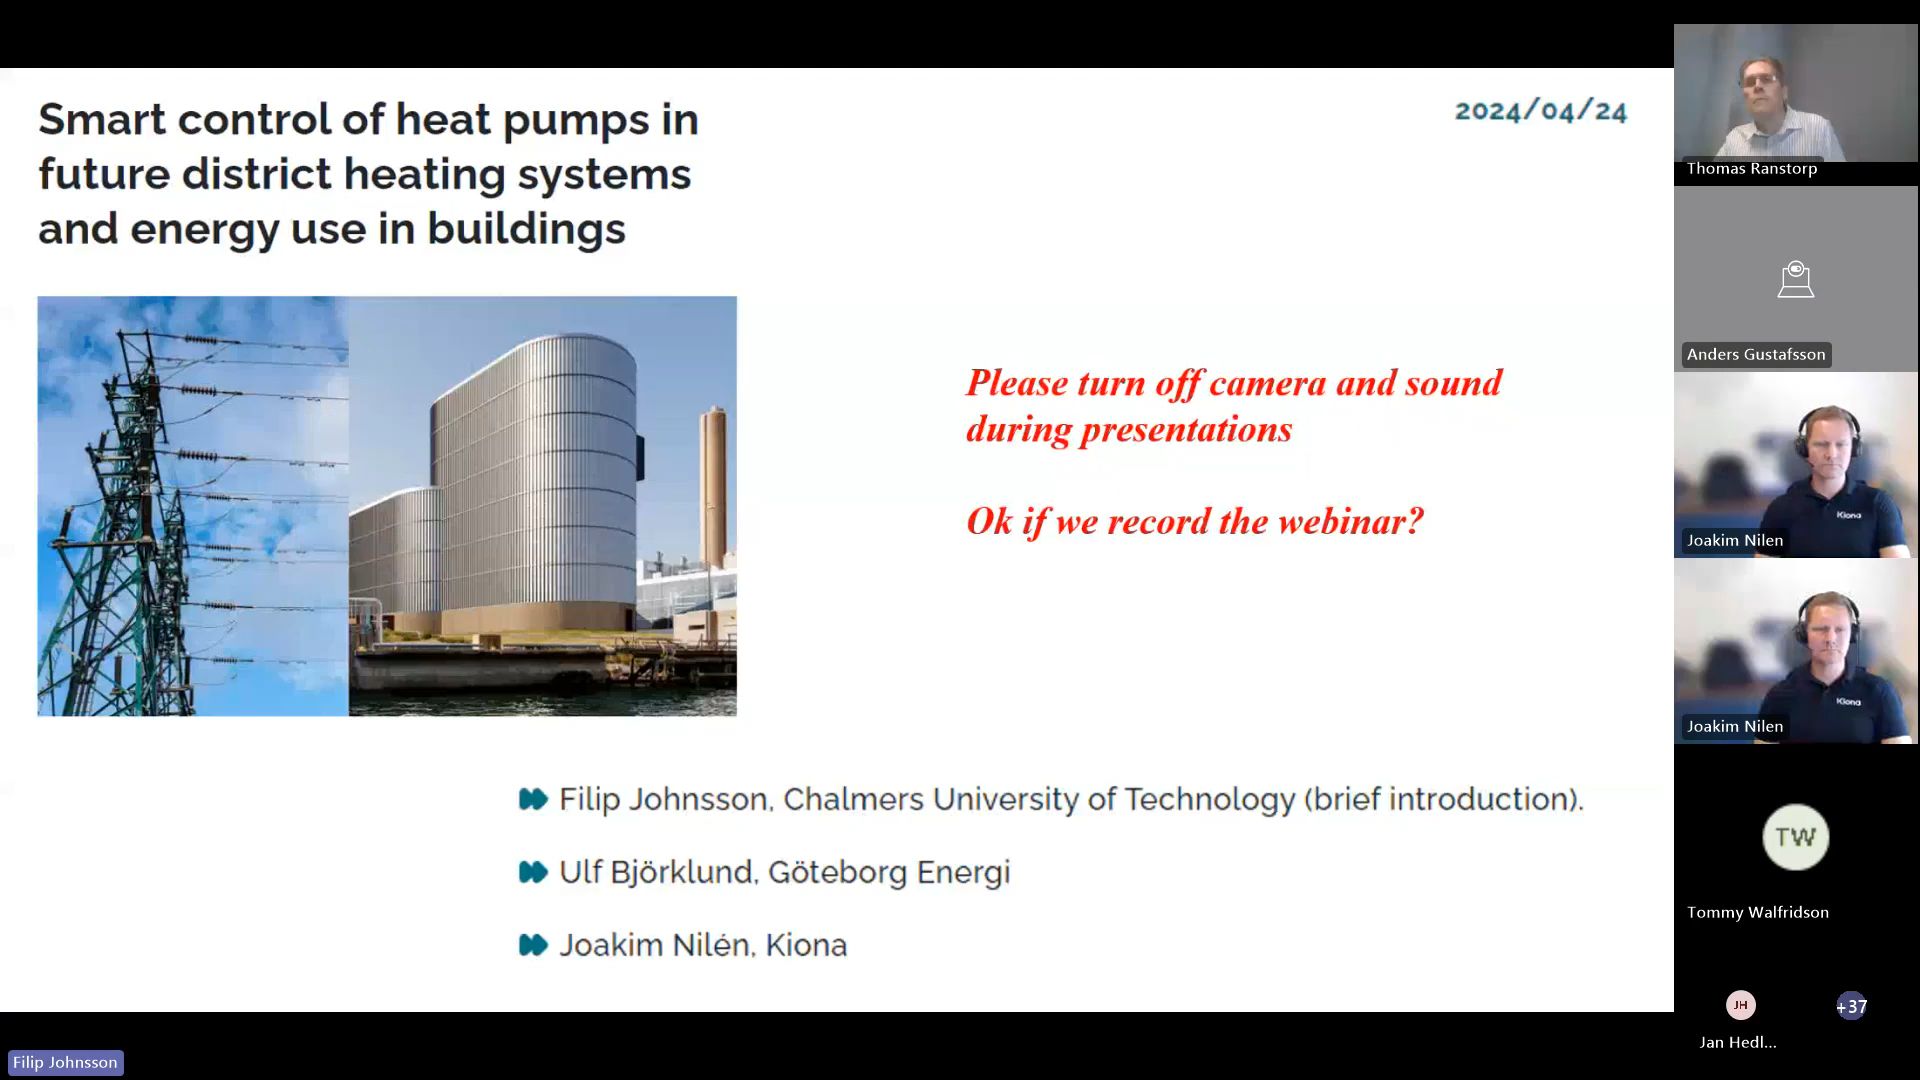 Smart control of heat pumps in
future district heating systems
and energy use in buildings
2024/04/24
Please turn off camera and sound
during presentations
Ok if we record the webinar?
Filip Johnsson, Chalmers University of Technology (brief introduction).
Ulf Björklund, Göteborg Energi
Joakim Nilén, Kiona
Thomas Ranstorp
Anders Gustafsson
Kiona
Joakim Nilen
Kiona
Joakim Nilen
TW
Tommy Walfridson
JH
+37
Jan Hedl...
Filip Johnsson